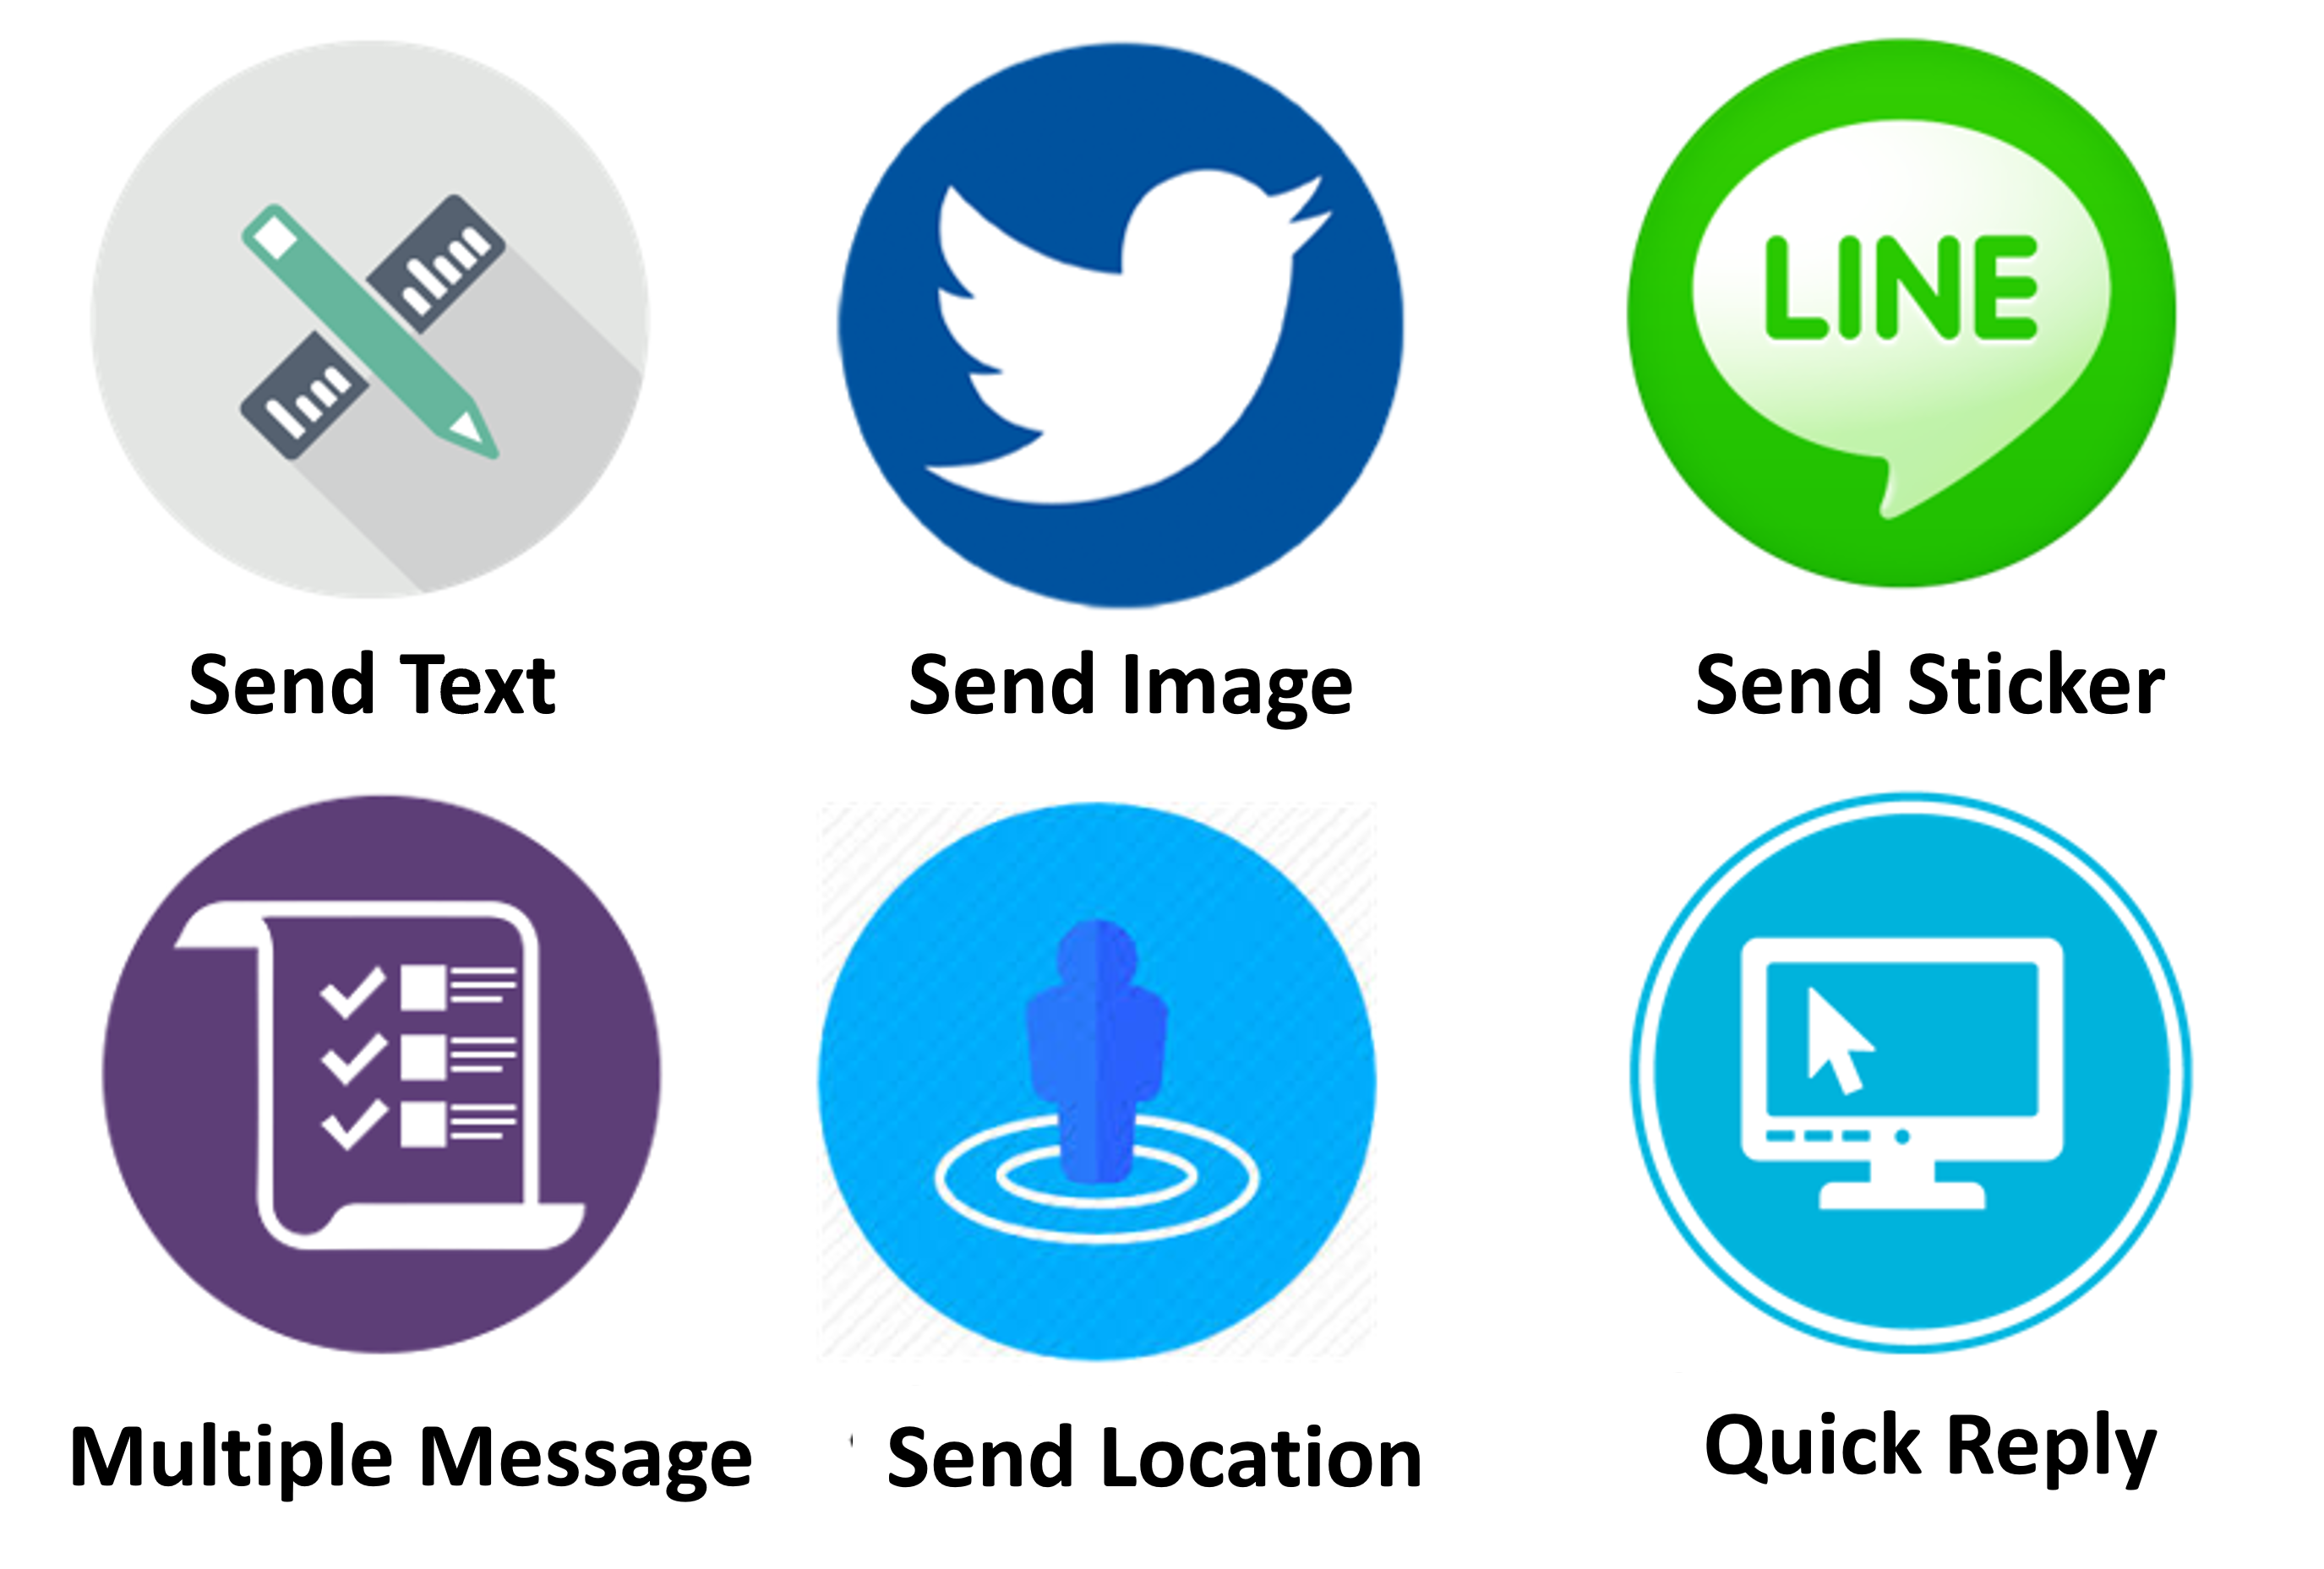 LINE
Send Text
Send Image
Send Sticker
Multiple Message
Send Location
Quick Reply